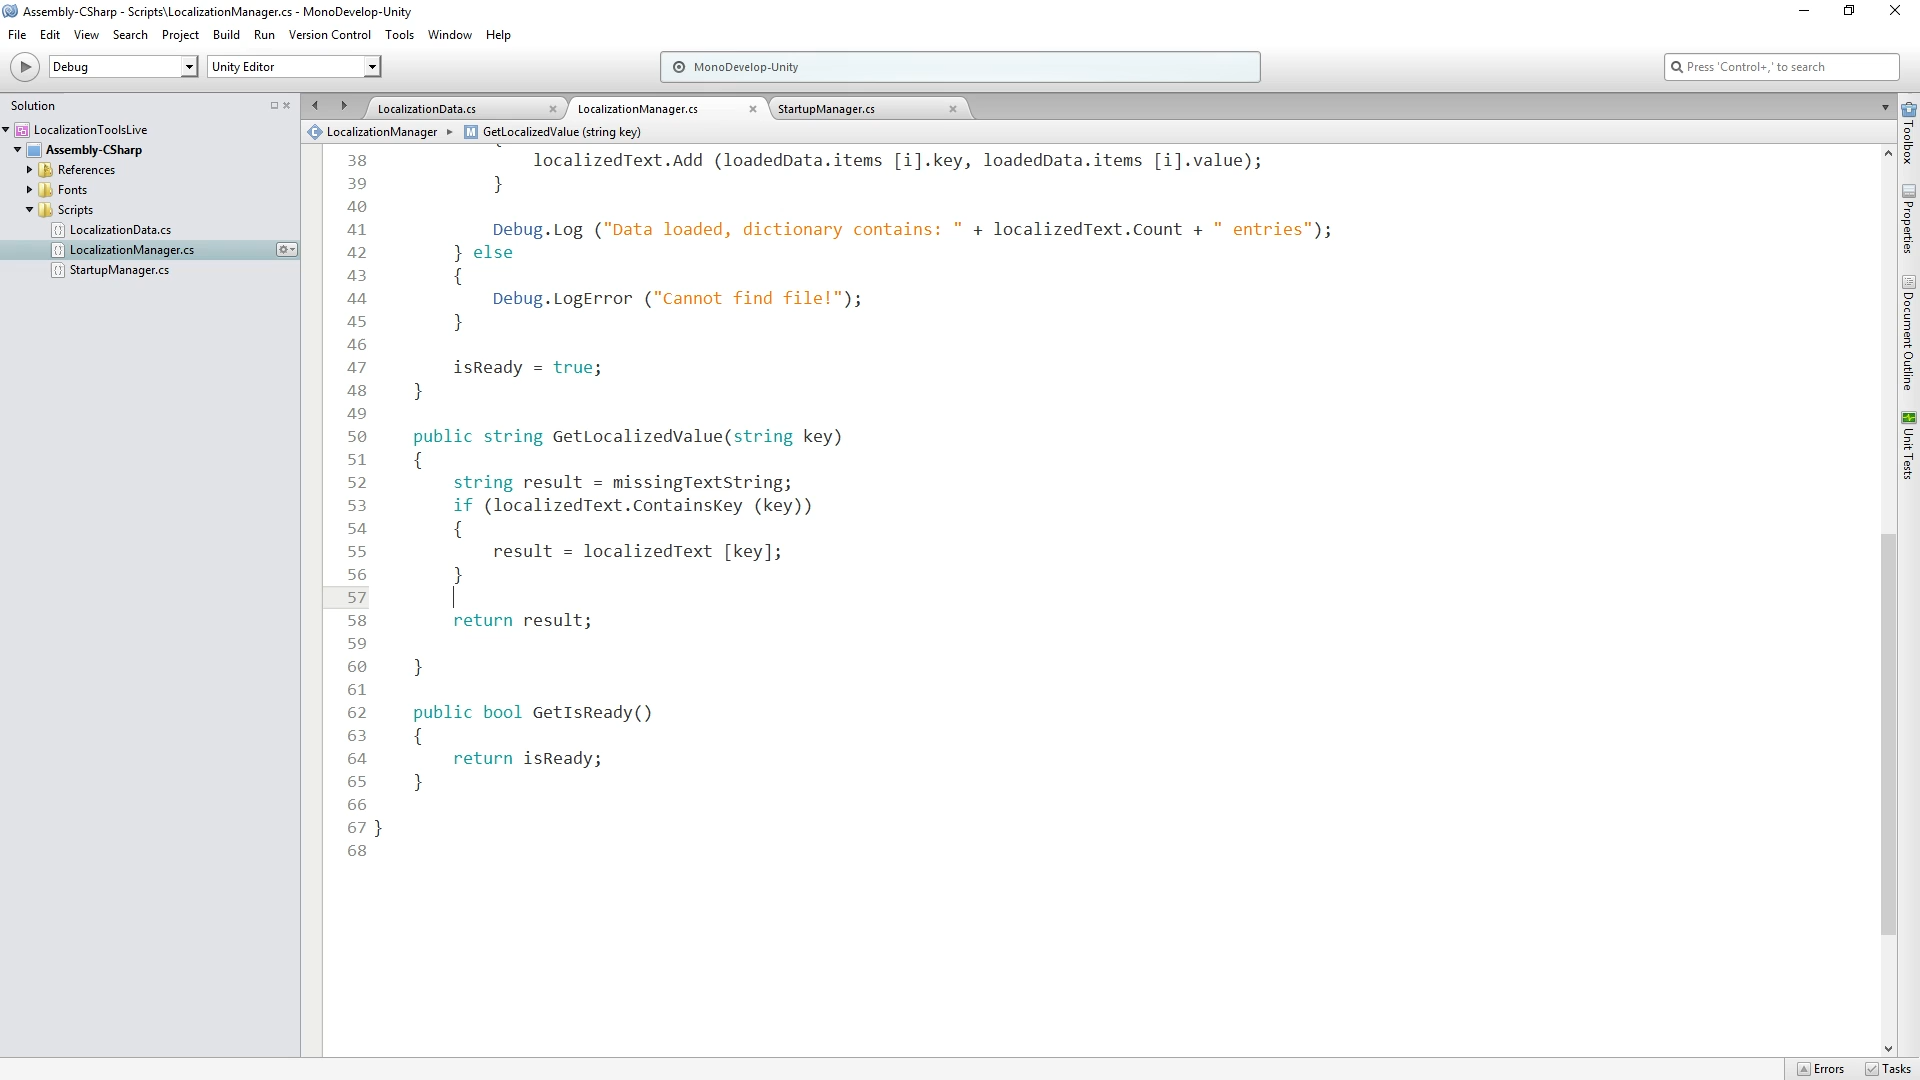 Assembly-CSharp - Scripts\LocalizationManager.cs - MonoDevelop-Unity
File Edit View Search Project Build Run Version Control Tools Window Help
Debug Unity Editor MonoDevelop-Unity Press 'Control+,' to search
Solution
LocalizationToolsLive
Assembly-CSharp
References
Fonts
Scripts
LocalizationData.cs
LocalizationManager.cs
StartupManager.cs
LocalizationData.cs LocalizationManager.cs StartupManager.cs
LocalizationManager GetLocalizedValue (string key)
38 localizedText.Add (loadedData.items [i].key, loadedData.items [i].value);
39 }
40
41 Debug.Log ("Data loaded, dictionary contains: " + localizedText.Count + " entries");
42 } else
43 {
44 Debug.LogError ("Cannot find file!");
45 }
46
47 isReady = true;
48 }
49
50 public string GetLocalizedValue(string key)
51 {
52 string result = missingTextString;
53 if (localizedText.ContainsKey (key))
54 {
55 result = localizedText [key];
56 }
57
58 return result;
59
60 }
61
62 public bool GetIsReady()
63 {
64 return isReady;
65 }
66
67 }
68
Toolbox
Properties
Document Outline
Unit Tests
Errors Tasks